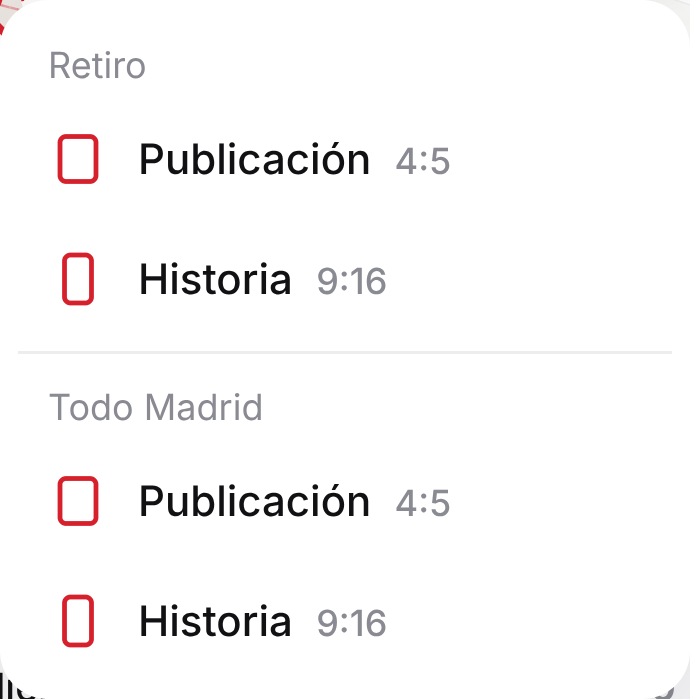 Retiro
Publicación 4:5
Historia 9:16
Todo Madrid
Publicación 4:5
Historia 9:16